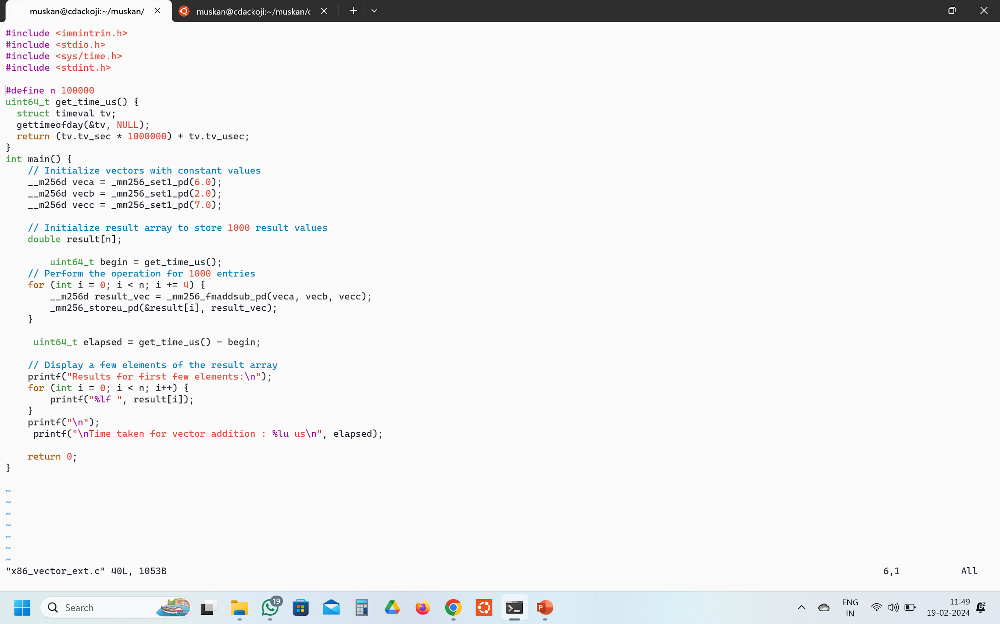 muskan@cdackoji:~/muskan/
muskan@cdackoji:~/muskan/c
#include <immintrin.h>
#include <stdio.h>
#include <sys/time.h>
#include <stdint.h>
#define n 100000
uint64_t get_time_us() {
  struct timeval tv;
  gettimeofday(&tv, NULL);
  return (tv.tv_sec * 1000000) + tv.tv_usec;
}
int main() {
    // Initialize vectors with constant values
    __m256d veca = _mm256_set1_pd(6.0);
    __m256d vecb = _mm256_set1_pd(2.0);
    __m256d vecc = _mm256_set1_pd(7.0);
    // Initialize result array to store 1000 result values
    double result[n];
        uint64_t begin = get_time_us();
    // Perform the operation for 1000 entries
    for (int i = 0; i < n; i += 4) {
        __m256d result_vec = _mm256_fmaddsub_pd(veca, vecb, vecc);
        _mm256_storeu_pd(&result[i], result_vec);
    }
     uint64_t elapsed = get_time_us() - begin;
    // Display a few elements of the result array
    printf("Results for first few elements:\n");
    for (int i = 0; i < n; i++) {
        printf("%lf ", result[i]);
    }
    printf("\n");
     printf("\nTime taken for vector addition : %lu us\n", elapsed);
    return 0;
}
~
~
~
~
~
~
~
"x86_vector_ext.c" 40L, 1053B 6,1 All
Search 19 P ENG 11:49
IN 19-02-2024